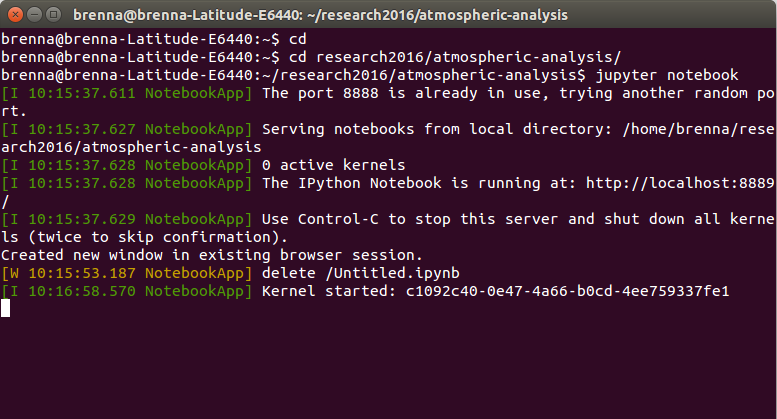 brenna@brenna-Latitude-E6440: ~/research2016/atmospheric-analysis
brenna@brenna-Latitude-E6440:~$ cd
brenna@brenna-Latitude-E6440:~$ cd research2016/atmospheric-analysis/
brenna@brenna-Latitude-E6440:~/research2016/atmospheric-analysis$ jupyter notebook
[I 10:15:37.611 NotebookApp] The port 8888 is already in use, trying another random po
rt.
[I 10:15:37.627 NotebookApp] Serving notebooks from local directory: /home/brenna/rese
arch2016/atmospheric-analysis
[I 10:15:37.628 NotebookApp] 0 active kernels
[I 10:15:37.628 NotebookApp] The IPython Notebook is running at: http://localhost:8889
/
[I 10:15:37.629 NotebookApp] Use Control-C to stop this server and shut down all kerne
ls (twice to skip confirmation).
Created new window in existing browser session.
[W 10:15:53.187 NotebookApp] delete /Untitled.ipynb
[I 10:16:58.570 NotebookApp] Kernel started: c1092c40-0e47-4a66-b0cd-4ee759337fe1